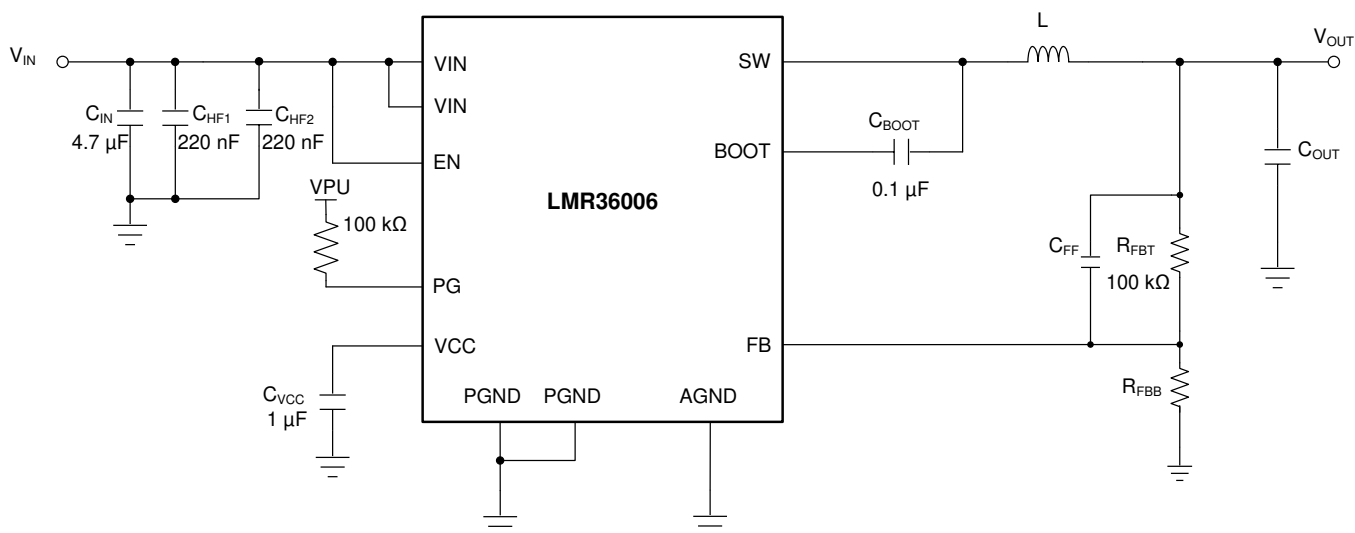 L
V_IN
V_OUT
VIN
SW
VIN
C_IN
4.7 µF
C_HF1
220 nF
C_HF2
220 nF
C_BOOT
0.1 µF
EN
BOOT
C_OUT
VPU
100 kΩ
LMR36006
C_FF
R_FBT
100 kΩ
PG
VCC
FB
C_VCC
1 µF
PGND
PGND
AGND
R_FBB